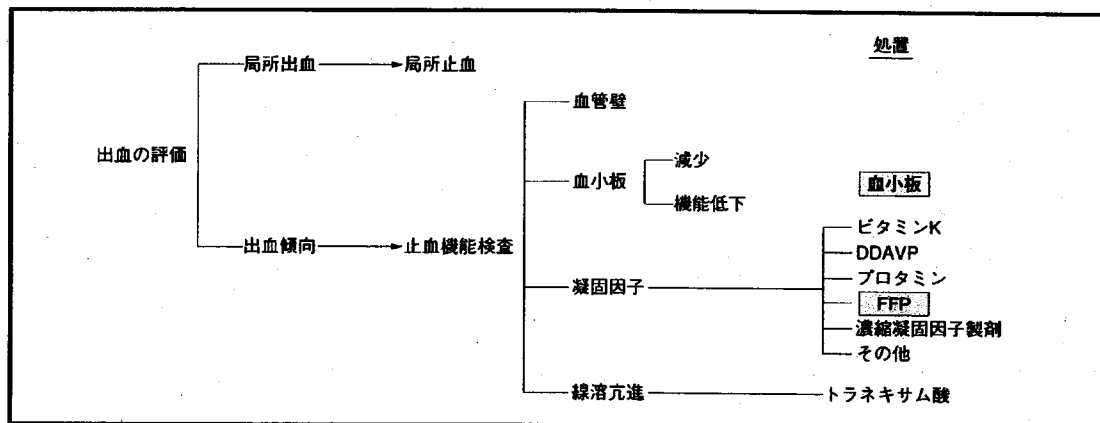 処置
局所出血
局所止血
血管壁
出血の評価
減少
血小板
血小板
機能低下
ビタミンK
出血傾向
止血機能検査
DDAVP
プロタミン
凝固因子
FFP
濃縮凝固因子製剤
その他
線溶亢進
トラネキサム酸